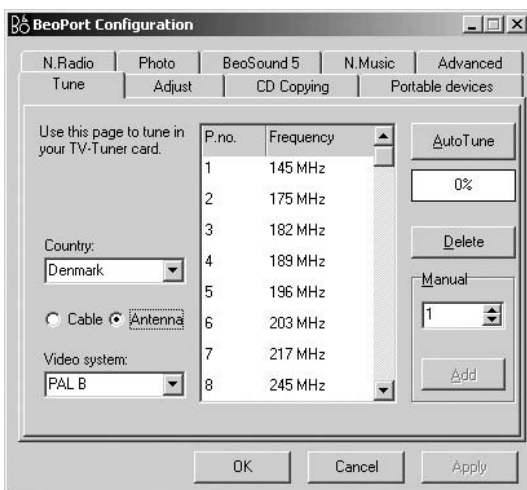 BeoPort Configuration
N.Radio Photo BeoSound 5 N.Music Advanced
Tune Adjust CD Copying Portable devices
Use this page to tune in
your TV-Tuner card.
Country:
Denmark
Cable Antenna
Video system:
PAL B
P.no. Frequency
1 145 MHz
2 175 MHz
3 182 MHz
4 189 MHz
5 196 MHz
6 203 MHz
7 217 MHz
8 245 MHz
AutoTune
0%
Delete
Manual
1
Add
OK Cancel Apply